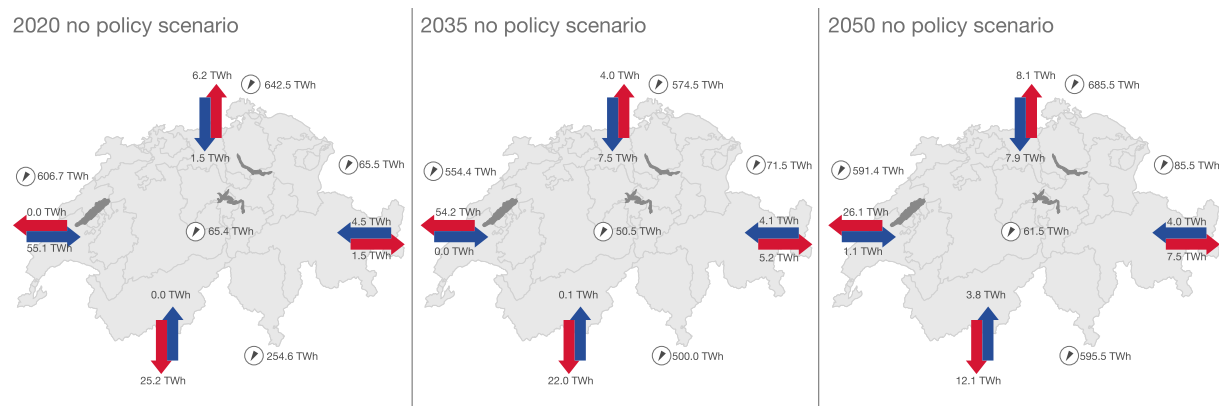 2020 no policy scenario
6.2 TWh
642.5 TWh
1.5 TWh
65.5 TWh
606.7 TWh
0.0 TWh
55.1 TWh
65.4 TWh
4.5 TWh
1.5 TWh
0.0 TWh
25.2 TWh
254.6 TWh
2035 no policy scenario
4.0 TWh
574.5 TWh
7.5 TWh
71.5 TWh
554.4 TWh
54.2 TWh
0.0 TWh
50.5 TWh
4.1 TWh
5.2 TWh
0.1 TWh
22.0 TWh
500.0 TWh
2050 no policy scenario
8.1 TWh
685.5 TWh
7.9 TWh
85.5 TWh
591.4 TWh
26.1 TWh
1.1 TWh
61.5 TWh
4.0 TWh
7.5 TWh
3.8 TWh
12.1 TWh
595.5 TWh